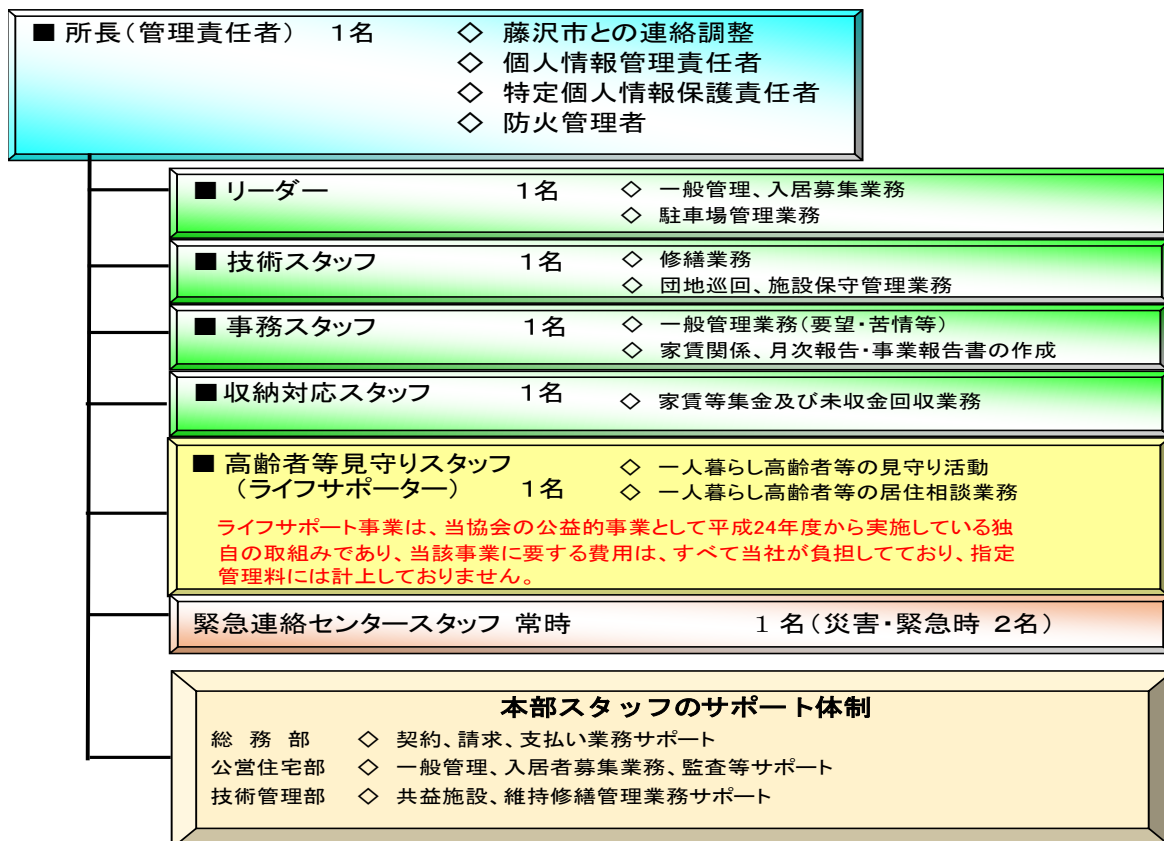 ■ 所長(管理責任者) 1名 ◇ 藤沢市との連絡調整
◇ 個人情報管理責任者
◇ 特定個人情報保護責任者
◇ 防火管理者
■ リーダー 1名 ◇ 一般管理、入居募集業務
◇ 駐車場管理業務
■ 技術スタッフ 1名 ◇ 修繕業務
◇ 団地巡回、施設保守管理業務
■ 事務スタッフ 1名 ◇ 一般管理業務(要望・苦情等)
◇ 家賃関係、月次報告・事業報告書の作成
■収納対応スタッフ 1名 ◇ 家賃等集金及び未収金回収業務
■ 高齢者等見守りスタッフ ◇ 一人暮らし高齢者等の見守り活動
(ライフサポーター) 1名 ◇ 一人暮らし高齢者等の居住相談業務
ライフサポート事業は、当協会の公益的事業として平成24年度から実施している独
自の取組みであり、当該事業に要する費用は、すべて当社が負担してており、指定
管理料には計上しておりません。
緊急連絡センタースタッフ 常時 1 名(災害・緊急時 2名)
本部スタッフのサポート体制
総 務 部 ◇ 契約、請求、支払い業務サポート
公営住宅部 ◇ 一般管理、入居者募集業務、監査等サポート
技術管理部 ◇ 共益施設、維持修繕管理業務サポート